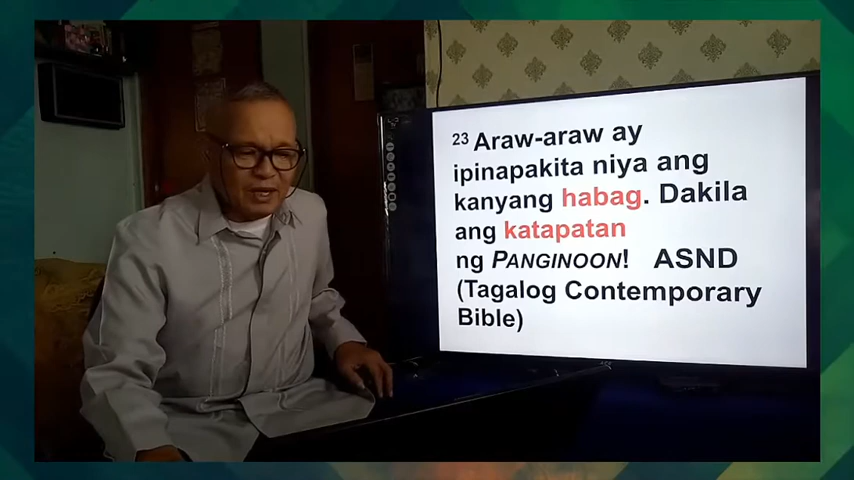 23 Araw-araw ay
ipinapakita niya ang
kanyang habag. Dakila
ang katapatan
ng PANGINOON! ASND
(Tagalog Contemporary
Bible)